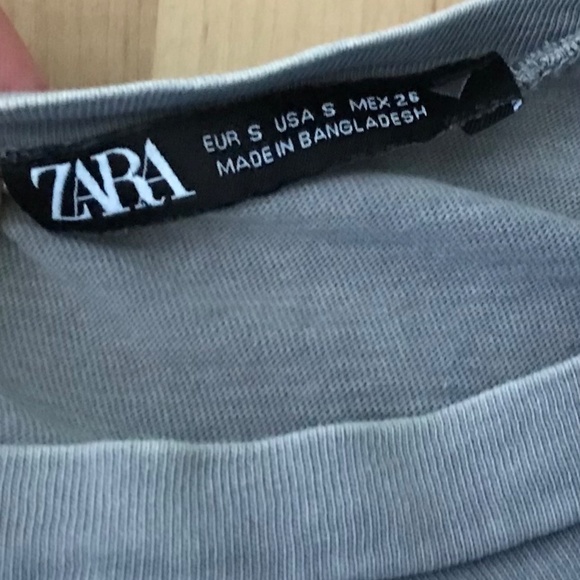 ZARA
EUR S USA S MEX 26
MADE IN BANGLADESH